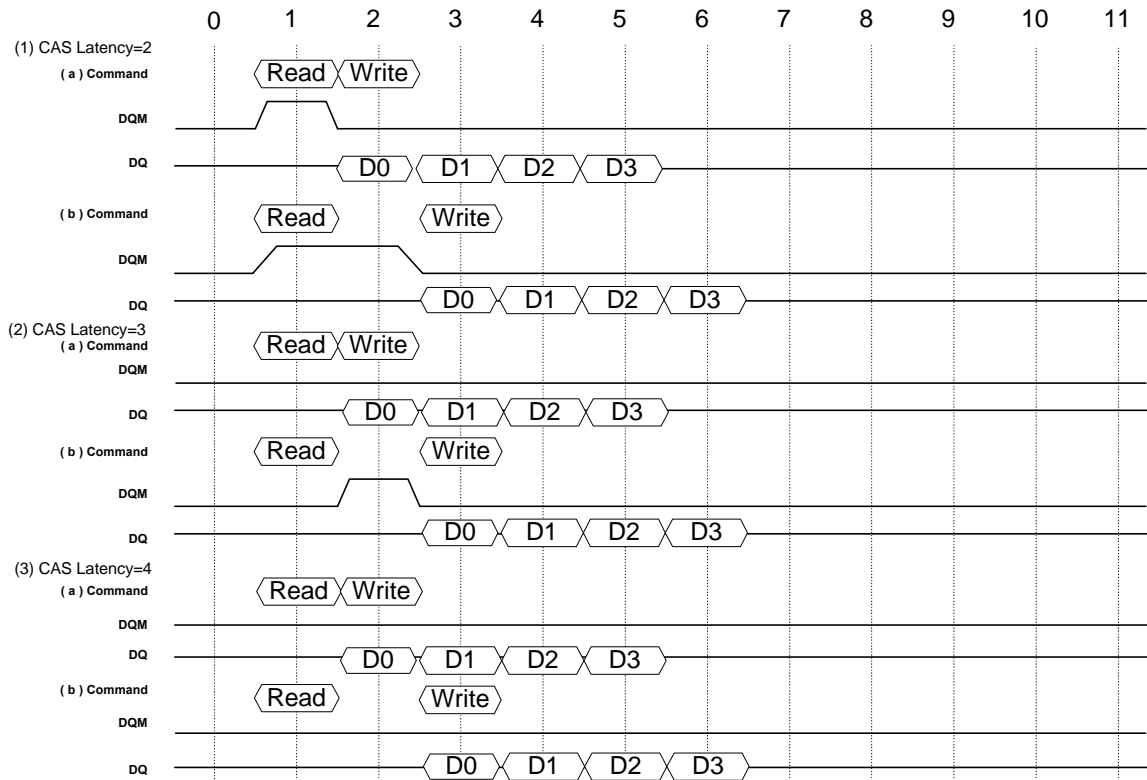 0 1 2 3 4 5 6 7 8 9 10 11
(1) CAS Latency=2
( a ) Command Read Write
DQM
DQ D0 D1 D2 D3
( b ) Command Read Write
DQM
DQ D0 D1 D2 D3
(2) CAS Latency=3
( a ) Command Read Write
DQM
DQ D0 D1 D2 D3
( b ) Command Read Write
DQM
DQ D0 D1 D2 D3
(3) CAS Latency=4
( a ) Command Read Write
DQM
DQ D0 D1 D2 D3
( b ) Command Read Write
DQM
DQ D0 D1 D2 D3